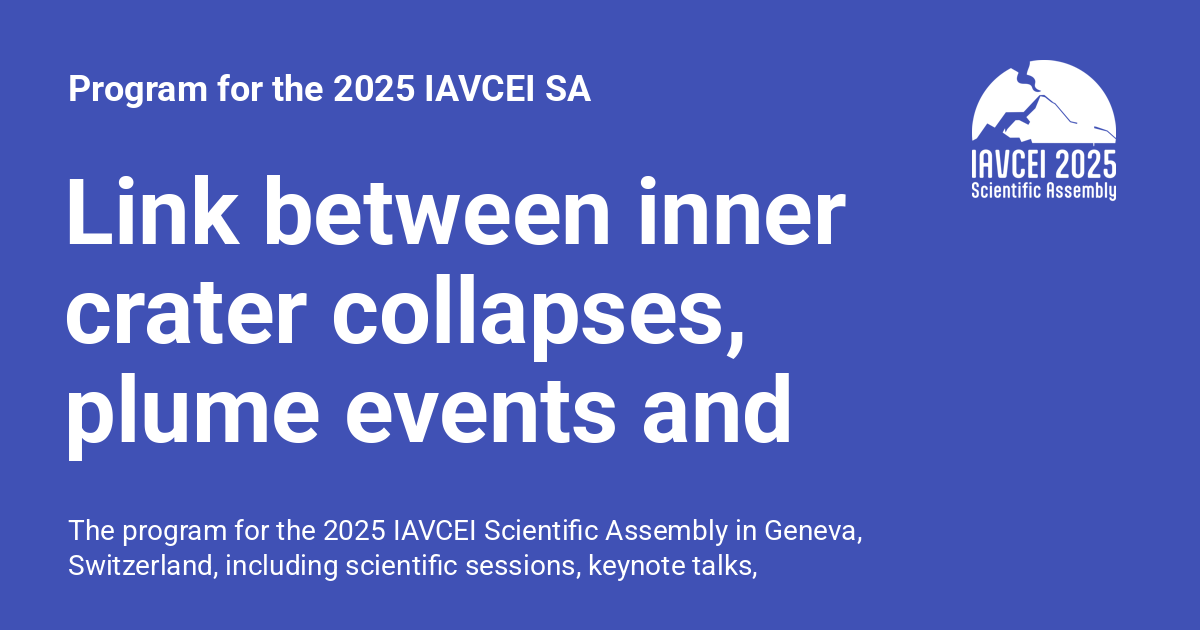 Program for the 2025 IAVCEI SA
IAVCEI 2025
Scientific Assembly
Link between inner
crater collapses,
plume events and
The program for the 2025 IAVCEI Scientific Assembly in Geneva,
Switzerland, including scientific sessions, keynote talks,